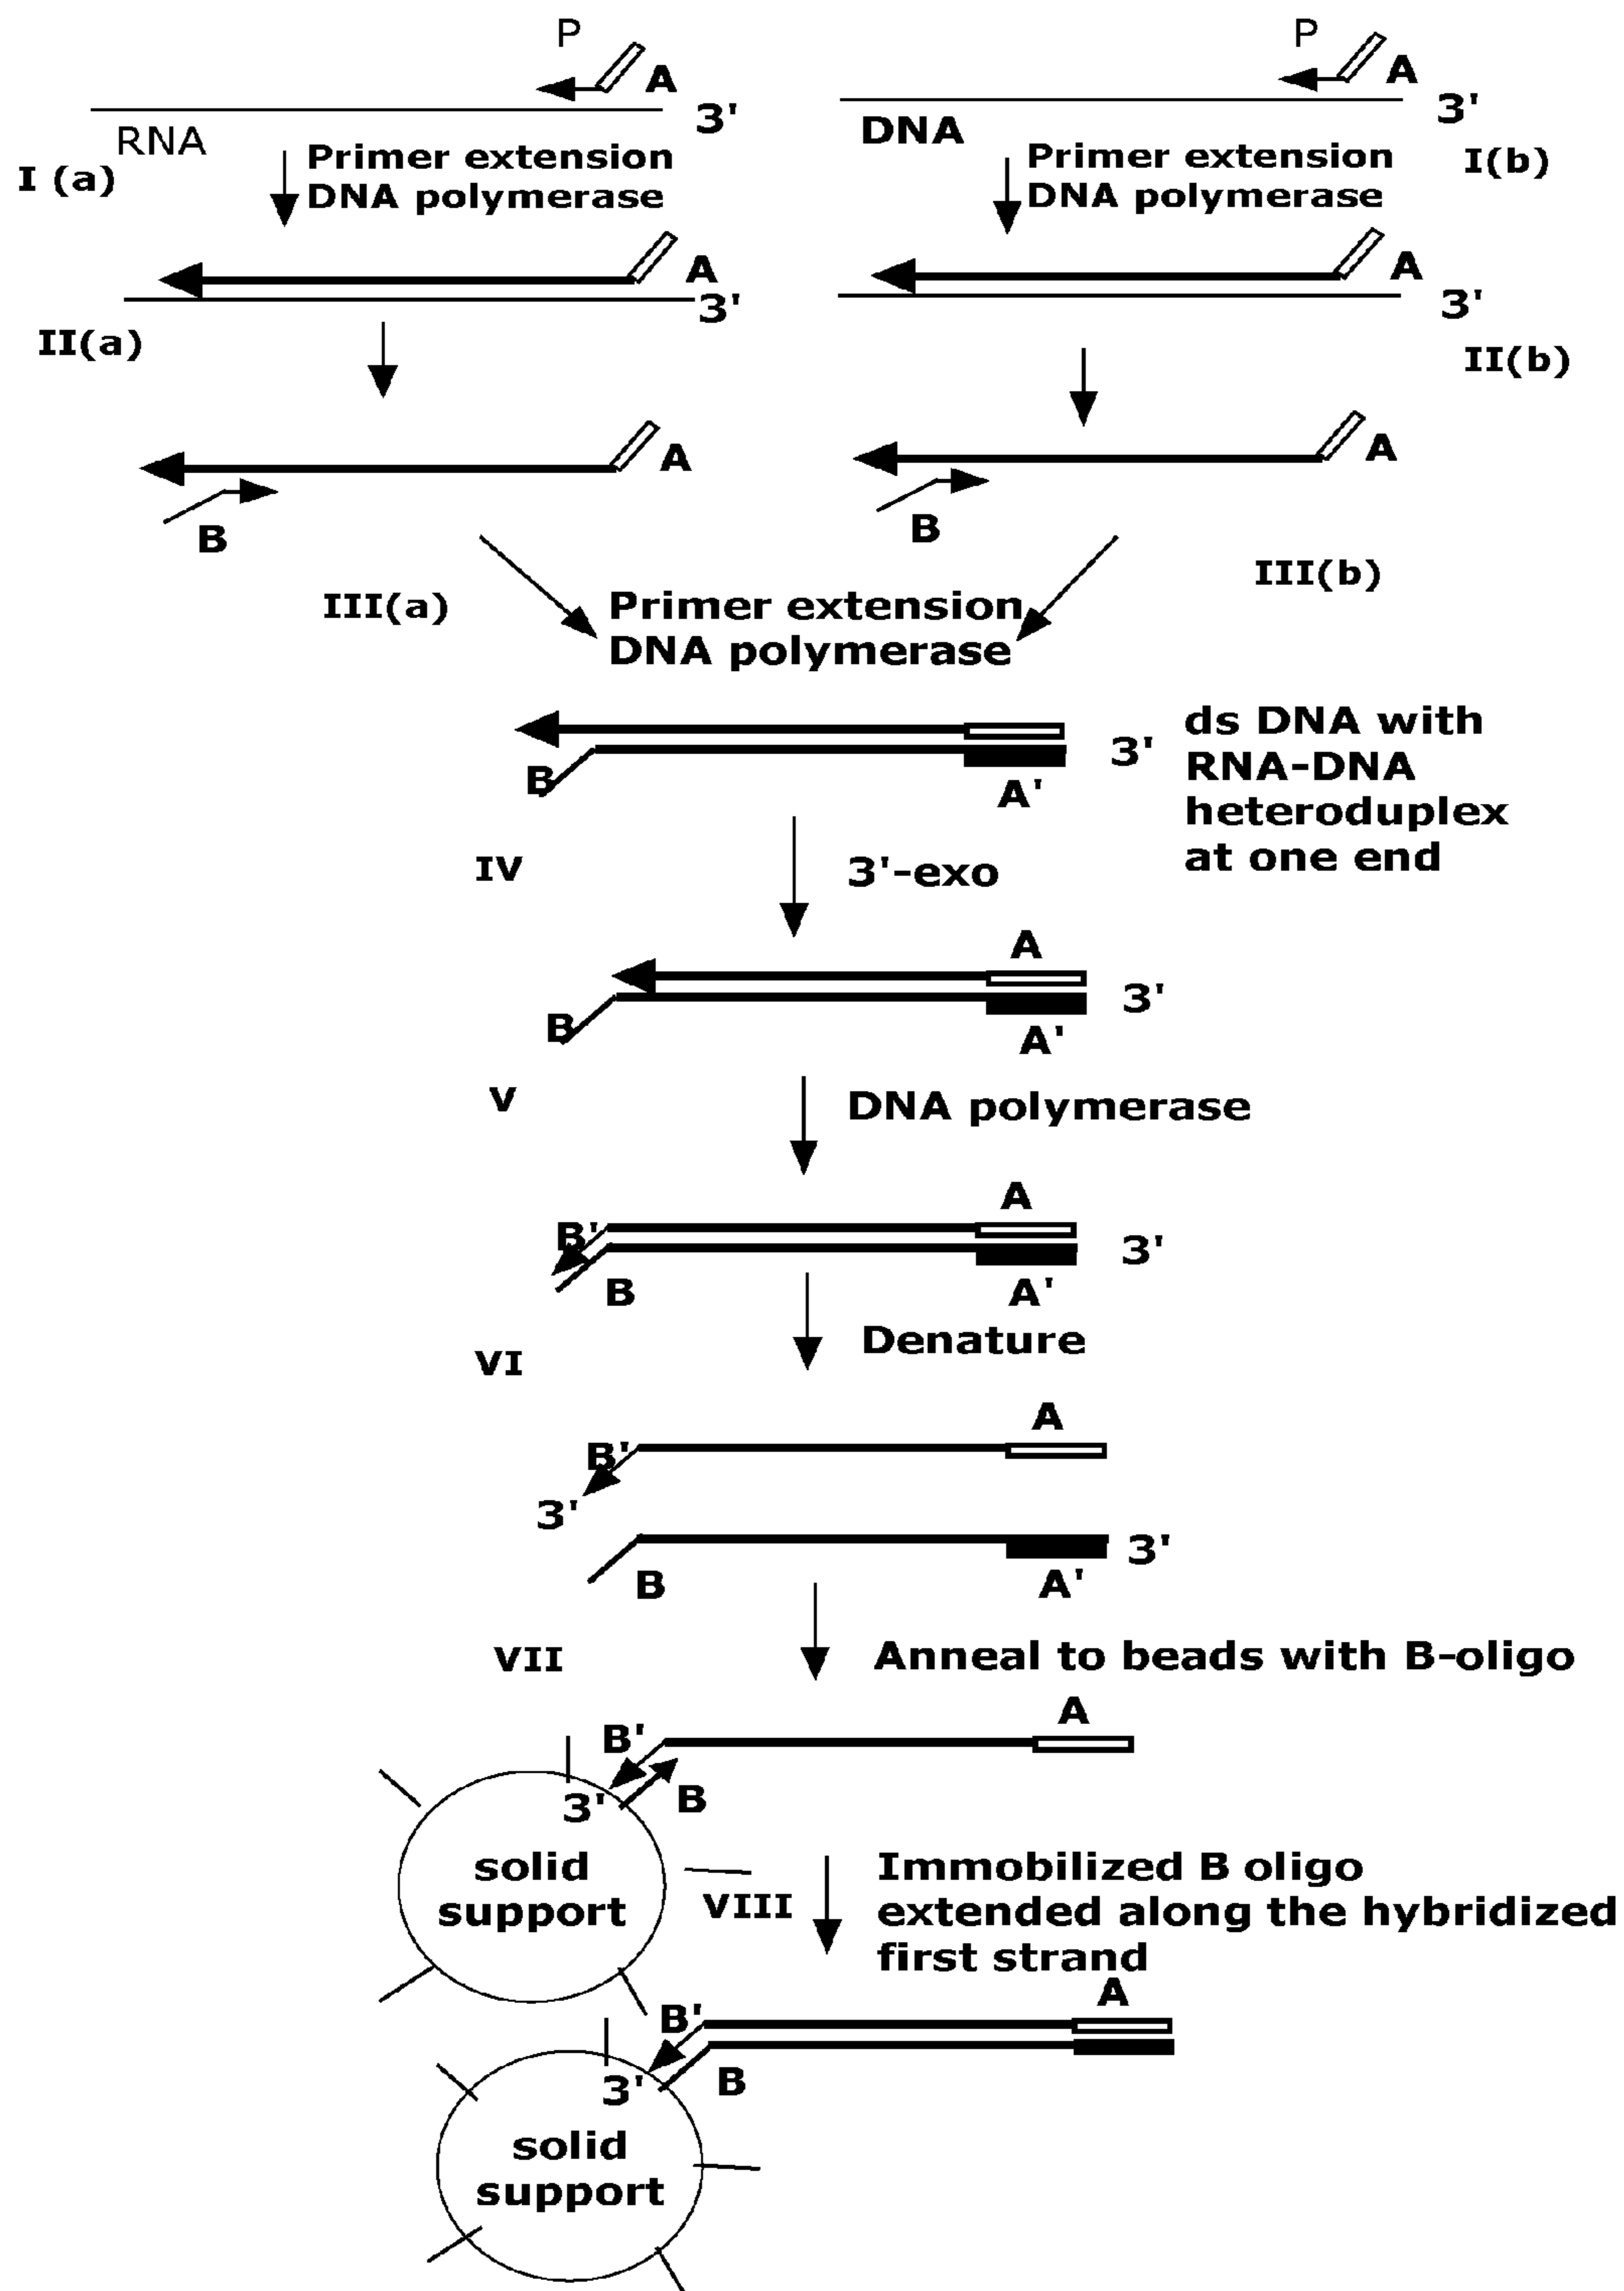 P
A
3'
RNA
I (a)
Primer extension
DNA polymerase
P
A
3'
DNA
I(b)
Primer extension
DNA polymerase
A
3'
II(a)
A
3'
II(b)
A
B
III(a)
A
B
III(b)
Primer extension
DNA polymerase
B
3'
A'
ds DNA with
RNA-DNA
heteroduplex
at one end
IV
3'-exo
A
B
3'
A'
V
DNA polymerase
A
B'
3'
B
A'
VI
Denature
A
B'
3'
3'
B
A'
VII
Anneal to beads with B-oligo
A
B'
3'
B
solid
support
VIII
Immobilized B oligo
extended along the hybridized
first strand
A
B'
3'
B
solid
support